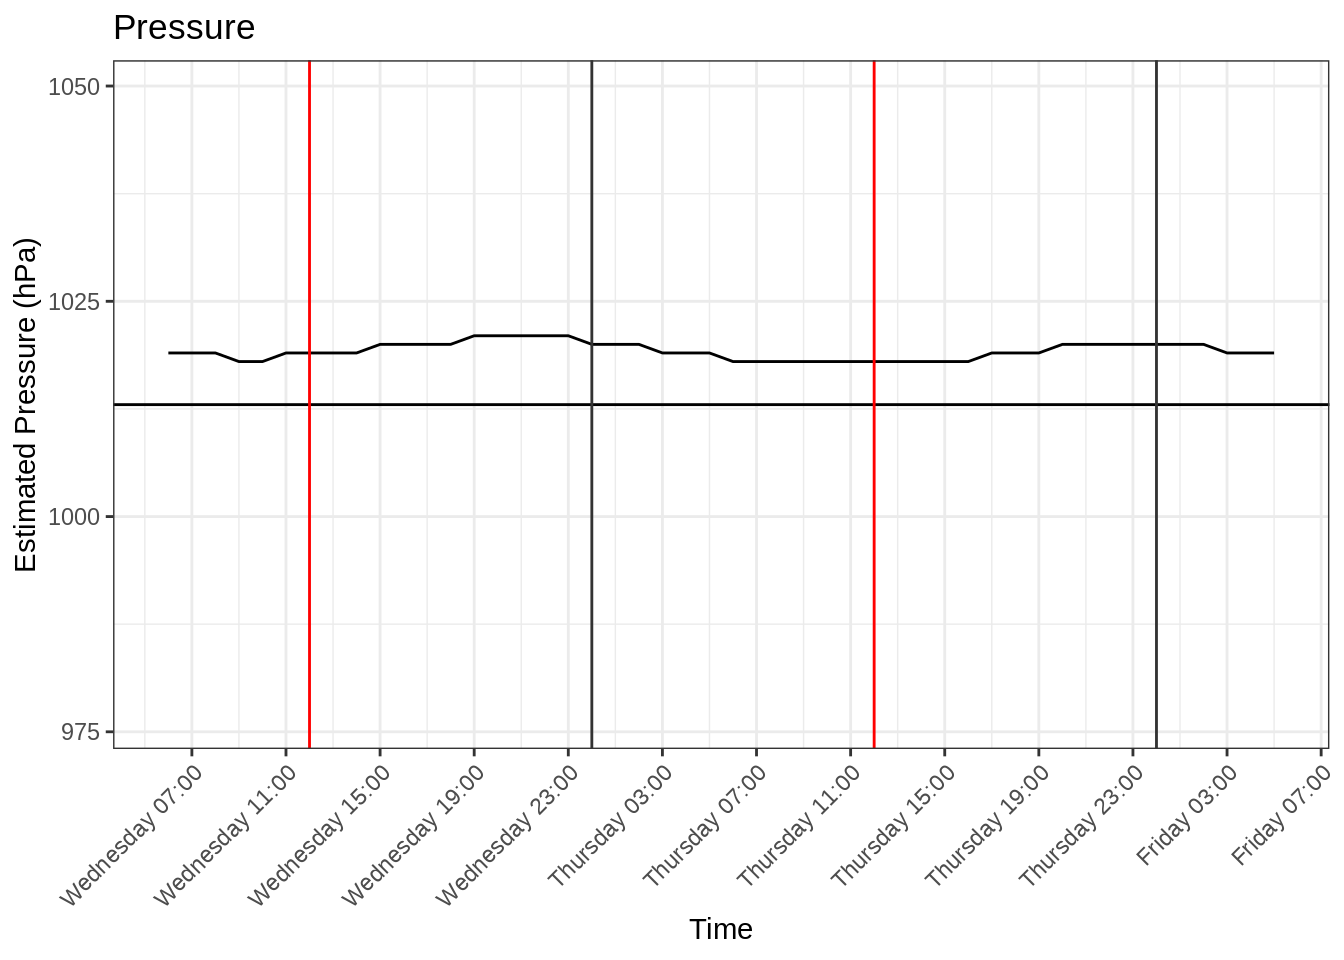 Pressure
Estimated Pressure (hPa)
1050
1025
1000
975
Wednesday 07:00
Wednesday 11:00
Wednesday 15:00
Wednesday 19:00
Wednesday 23:00
Thursday 03:00
Thursday 07:00
Thursday 11:00
Thursday 15:00
Thursday 19:00
Thursday 23:00
Friday 03:00
Friday 07:00
Time